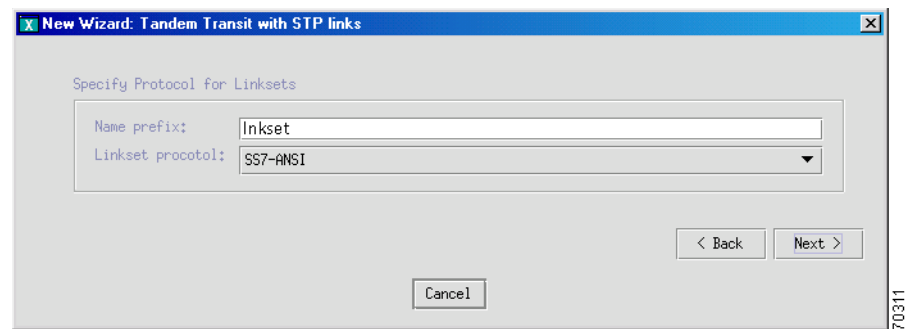 X New Wizard: Tandem Transit with STP links
Specify Protocol for Linksets
Name prefix: lnkset
Linkset procotol: SS7-ANSI
< Back Next >
Cancel
70311